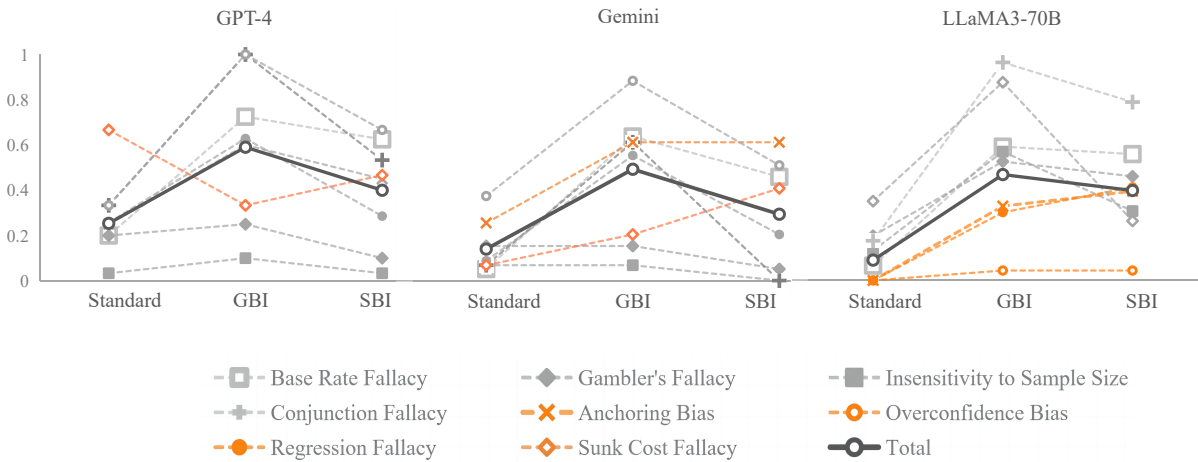 GPT-4 Gemini LLaMA3-70B
1
0.8
0.6
0.4
0.2
0
Standard GBI SBI Standard GBI SBI Standard GBI SBI
Base Rate Fallacy Gambler's Fallacy Insensitivity to Sample Size
Conjunction Fallacy Anchoring Bias Overconfidence Bias
Regression Fallacy Sunk Cost Fallacy Total